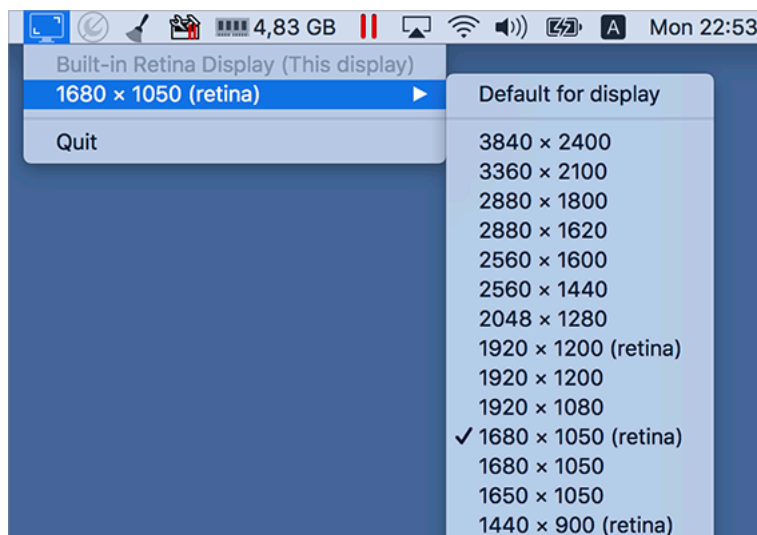 4,83 GB A Mon 22:53
Built-in Retina Display (This display)
1680 × 1050 (retina)
Quit
Default for display
3840 × 2400
3360 × 2100
2880 × 1800
2880 × 1620
2560 × 1600
2560 × 1440
2048 × 1280
1920 × 1200 (retina)
1920 × 1200
1920 × 1080
1680 × 1050 (retina)
1680 × 1050
1650 × 1050
1440 × 900 (retina)